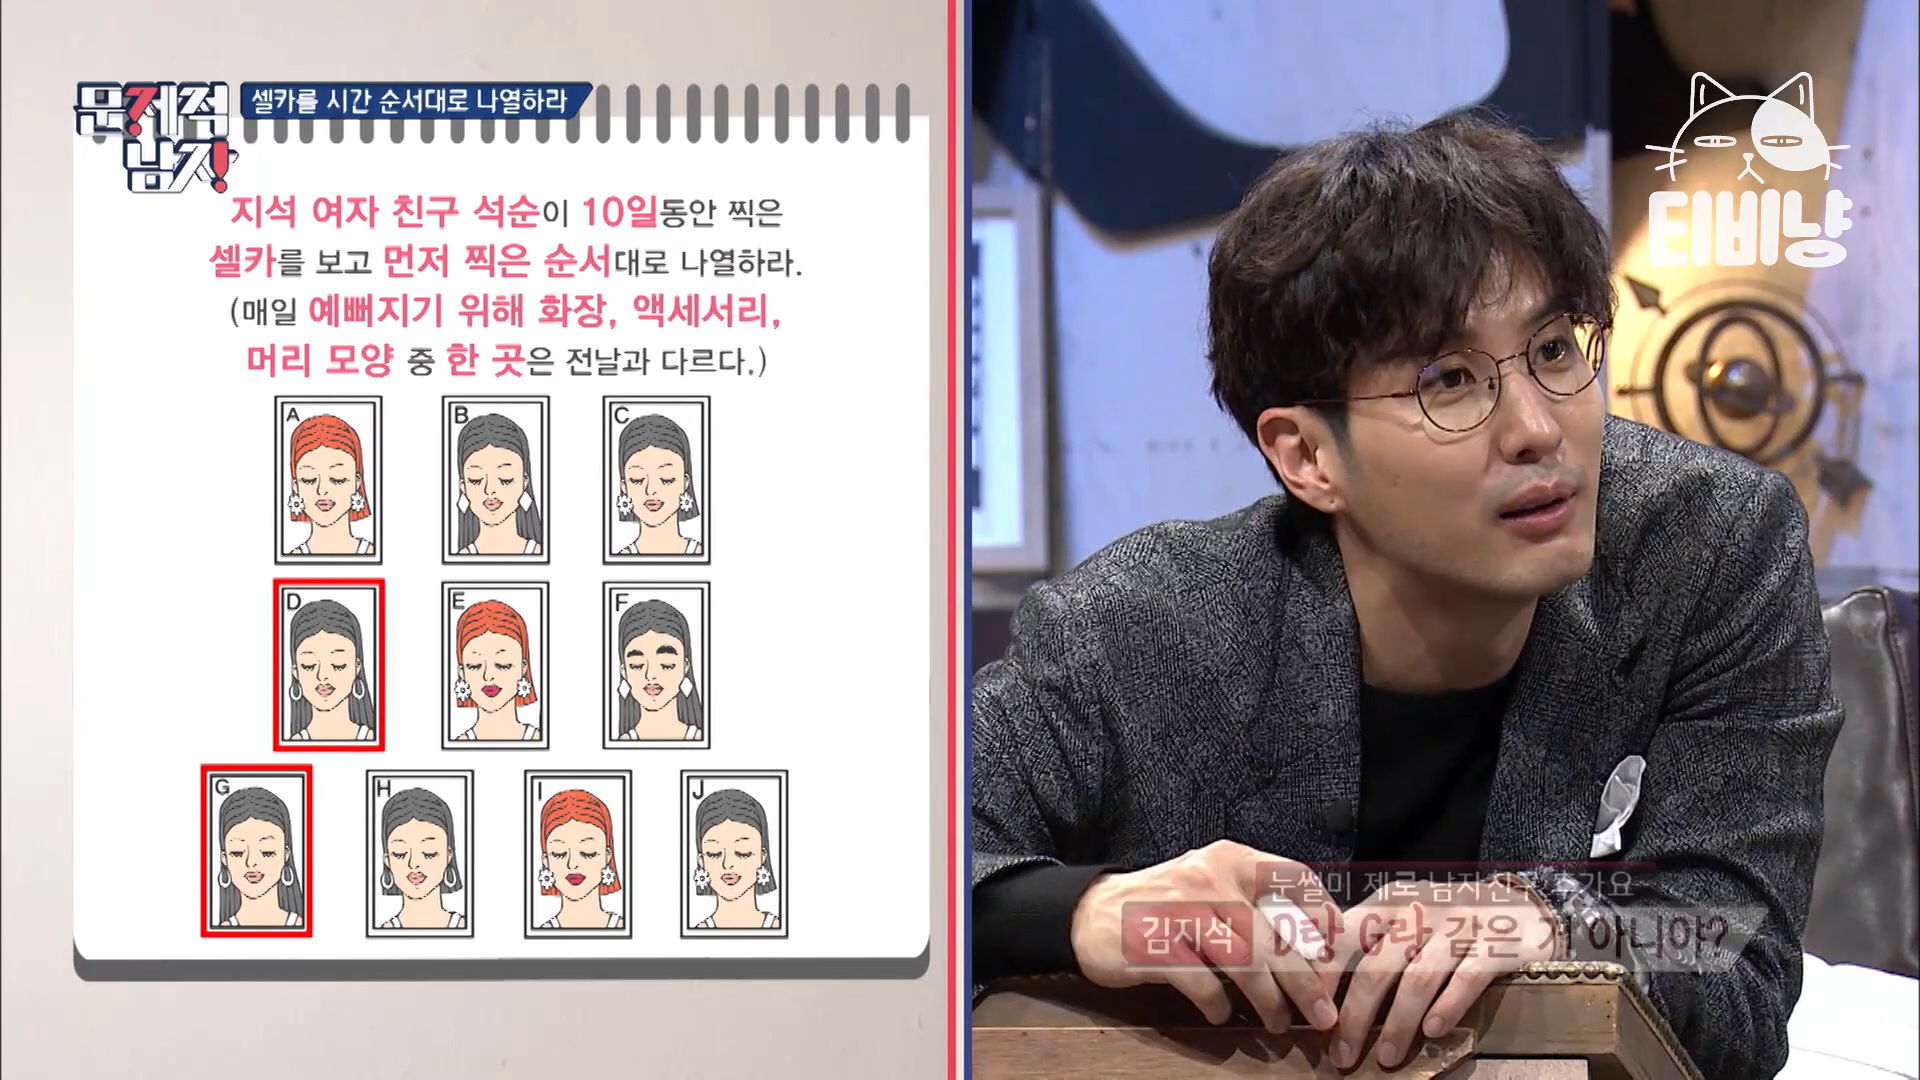 문제적
남자!
셀카를 시간 순서대로 나열하라
지석 여자 친구 석순이 10일동안 찍은
셀카를 보고 먼저 찍은 순서대로 나열하라.
(매일 예뻐지기 위해 화장, 액세서리,
머리 모양 중 한 곳은 전날과 다르다.)
A B C
D E F
G H I J
티비냥
눈썰미 제로 남자친구
김지석 D랑 G랑 같은 거 아니야?